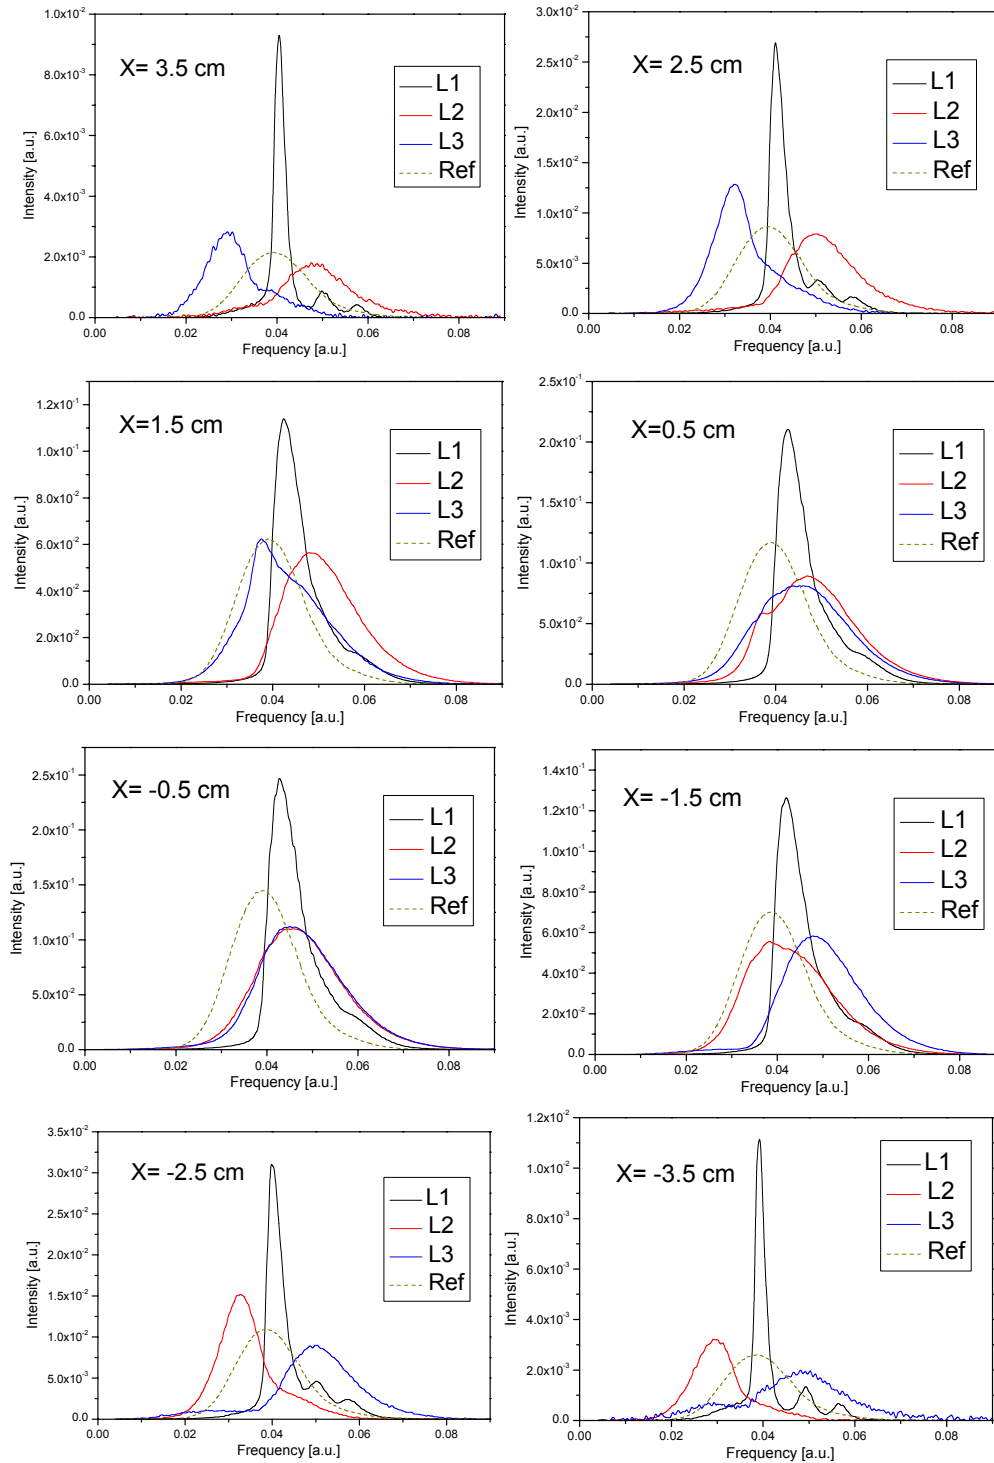 X= 3.5 cm
L1
L2
L3
Ref
Intensity [a.u.]
1.0x10⁻²
8.0x10⁻³
6.0x10⁻³
4.0x10⁻³
2.0x10⁻³
0.0
0.00 0.02 0.04 0.06 0.08
Frequency [a.u.]
X= 2.5 cm
L1
L2
L3
Ref
Intensity [a.u.]
3.0x10⁻²
2.5x10⁻²
2.0x10⁻²
1.5x10⁻²
1.0x10⁻²
5.0x10⁻³
0.0
0.00 0.02 0.04 0.06 0.08
Frequency [a.u.]
X=1.5 cm
L1
L2
L3
Ref
Intensity [a.u.]
1.2x10⁻¹
1.0x10⁻¹
8.0x10⁻²
6.0x10⁻²
4.0x10⁻²
2.0x10⁻²
0.0
0.00 0.02 0.04 0.06 0.08
Frequency [a.u.]
X=0.5 cm
L1
L2
L3
Ref
Intensity [a.u.]
2.5x10⁻¹
2.0x10⁻¹
1.5x10⁻¹
1.0x10⁻¹
5.0x10⁻²
0.0
0.00 0.02 0.04 0.06 0.08
Frequency [a.u.]
X= -0.5 cm
L1
L2
L3
Ref
Intensity [a.u.]
2.5x10⁻¹
2.0x10⁻¹
1.5x10⁻¹
1.0x10⁻¹
5.0x10⁻²
0.0
0.00 0.02 0.04 0.06 0.08
Frequency [a.u.]
X= -1.5 cm
L1
L2
L3
Ref
Intensity [a.u.]
1.4x10⁻¹
1.2x10⁻¹
1.0x10⁻¹
8.0x10⁻²
6.0x10⁻²
4.0x10⁻²
2.0x10⁻²
0.0
0.00 0.02 0.04 0.06 0.08
Frequency [a.u.]
X= -2.5 cm
L1
L2
L3
Ref
Intensity [a.u.]
3.5x10⁻²
3.0x10⁻²
2.5x10⁻²
2.0x10⁻²
1.5x10⁻²
1.0x10⁻²
5.0x10⁻³
0.0
0.00 0.02 0.04 0.06 0.08
Frequency [a.u.]
X= -3.5 cm
L1
L2
L3
Ref
Intensity [a.u.]
1.2x10⁻²
1.0x10⁻²
8.0x10⁻³
6.0x10⁻³
4.0x10⁻³
2.0x10⁻³
0.0
0.00 0.02 0.04 0.06 0.08
Frequency [a.u.]